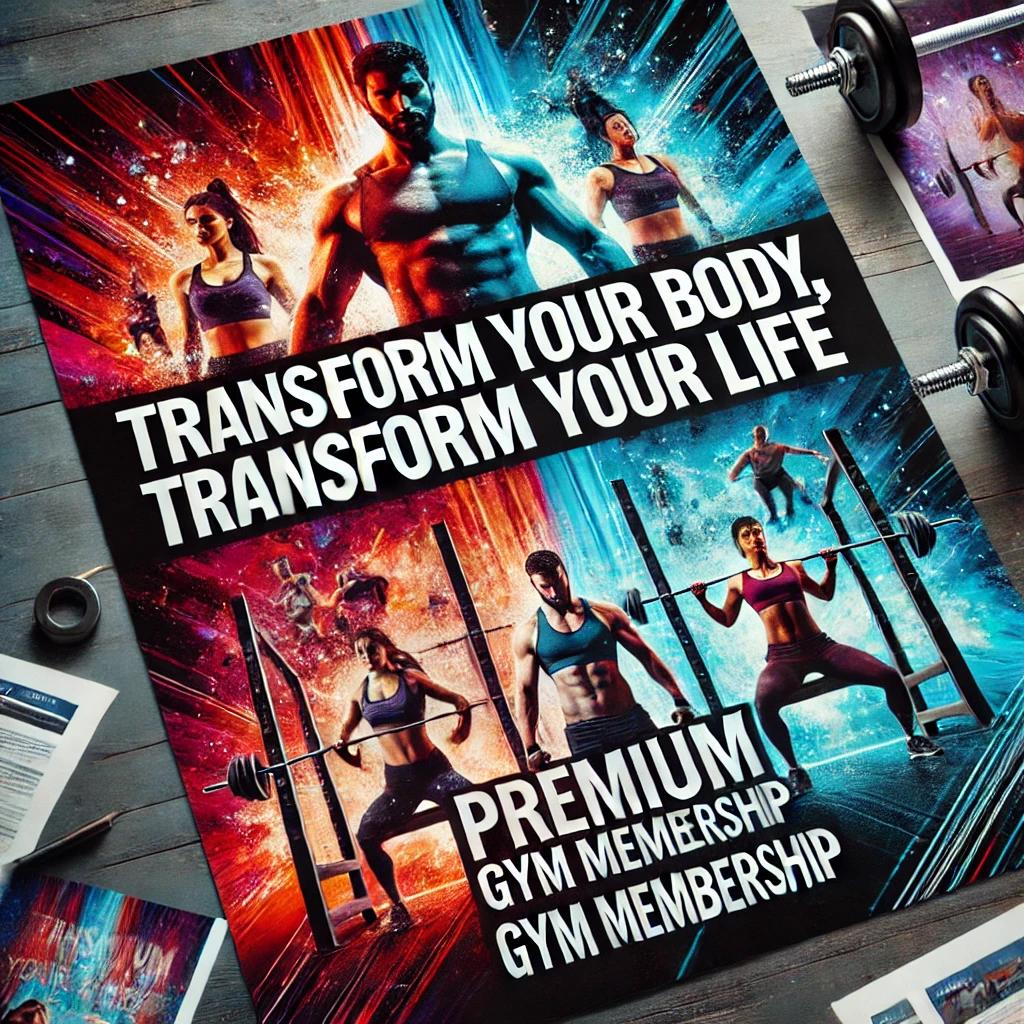 TRANSFORM YOUR BODY,
TRANSFORM YOUR LIFE
PREMIUM
GYM MEMERSHIP
GYM MEMBERSHIP